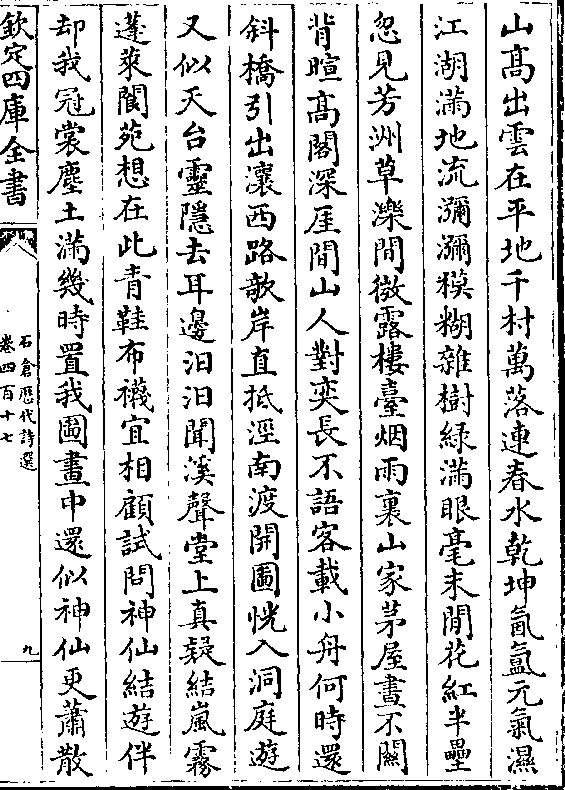 山髙出雲在平地千村萬落連春水乾坤氤氲元氣濕
江湖滿地流瀰瀰模糊雜樹緑滿眼毫末閒花紅半壘
忽見芳洲草濼間微露樓臺烟雨裏山家茅屋晝不闗
背暄髙閣深厓間山人對奕長不語客載小舟何時還
斜橋引出瀼西路欹岸直抵涇南渡開圖恍入洞庭遊
又似天台靈隱去耳邊汩汩聞溪聲堂上真疑結嵐霧
蓬萊閬苑想在此青鞋布襪宜相顧試問神仙結遊伴
却我冠裳塵土滿幾時置我圖畫中還似神仙更蕭散
欽定四庫全書
石倉歴代詩選
卷四百十七
九